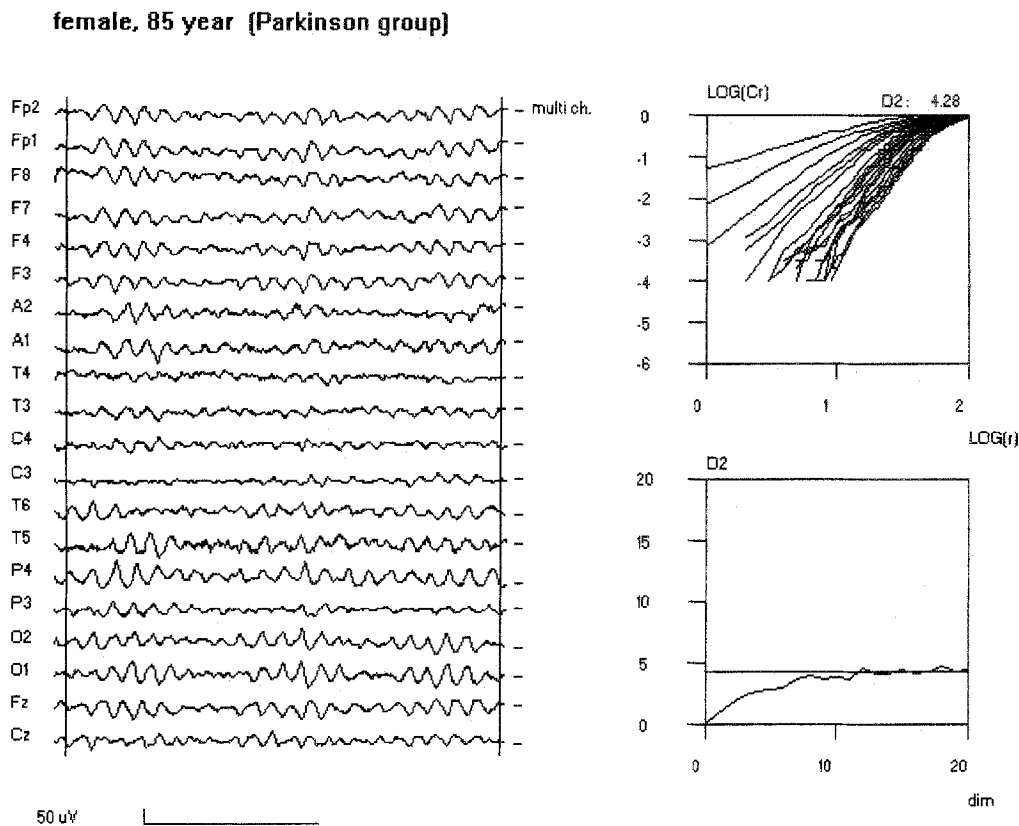 female, 85 year (Parkinson group)
Fp2
multi ch.
Fp1
F8
F7
F4
F3
A2
A1
T4
T3
C4
C3
T6
T5
P4
P3
O2
O1
Fz
Cz
50 uV
LOG(Cr)
D2: 4.28
0
-1
-2
-3
-4
-5
-6
0 1 2
LOG(r)
D2
20
15
10
5
0
0 10 20
dim